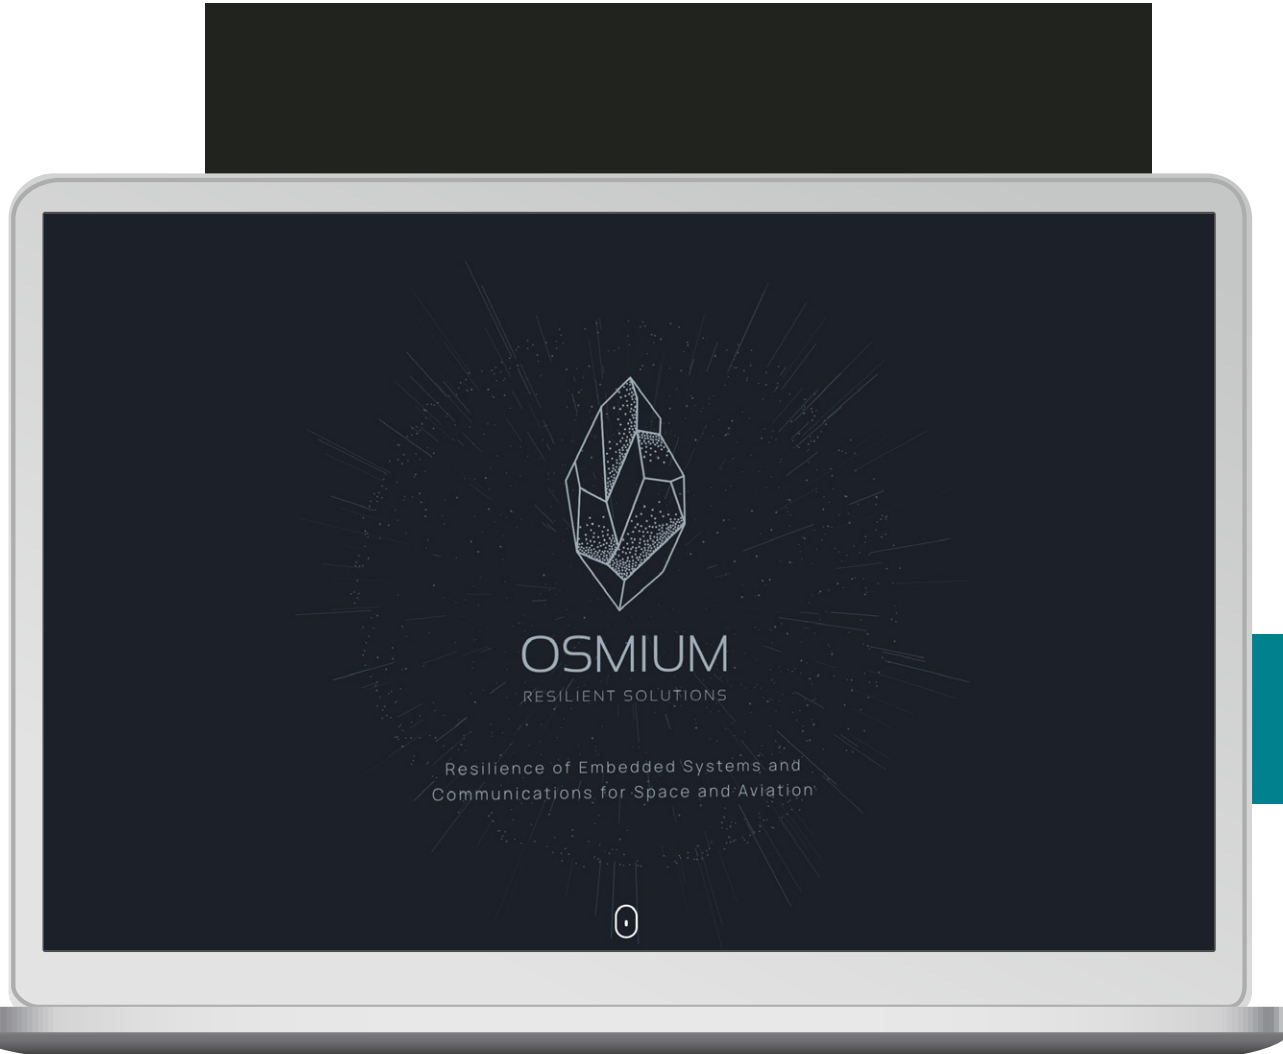 OSMIUM
RESILIENT SOLUTIONS
Resilience of Embedded Systems and
Communications for Space and Aviation